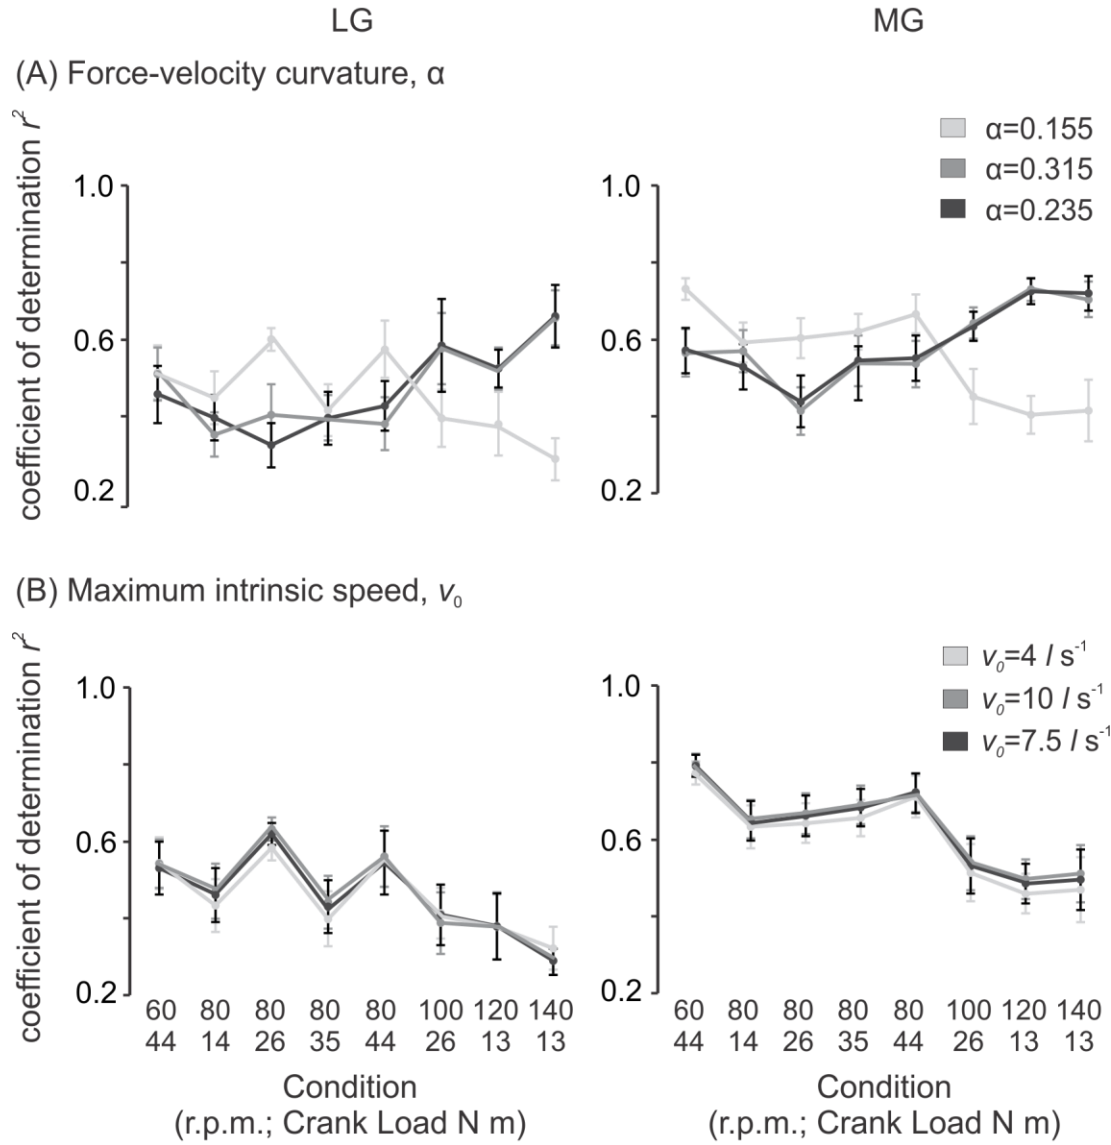 LG
MG
(A) Force-velocity curvature, α
coefficient of determination r²
1.0
0.6
0.2
1.0
0.6
0.2
α=0.155
α=0.315
α=0.235
(B) Maximum intrinsic speed, v₀
coefficient of determination r²
1.0
0.6
0.2
60 80 80 80 80 100 120 140
44 14 26 35 44 26 13 13
Condition
(r.p.m.; Crank Load N m)
1.0
0.6
0.2
v₀=4 l s⁻¹
v₀=10 l s⁻¹
v₀=7.5 l s⁻¹
60 80 80 80 80 100 120 140
44 14 26 35 44 26 13 13
Condition
(r.p.m.; Crank Load N m)